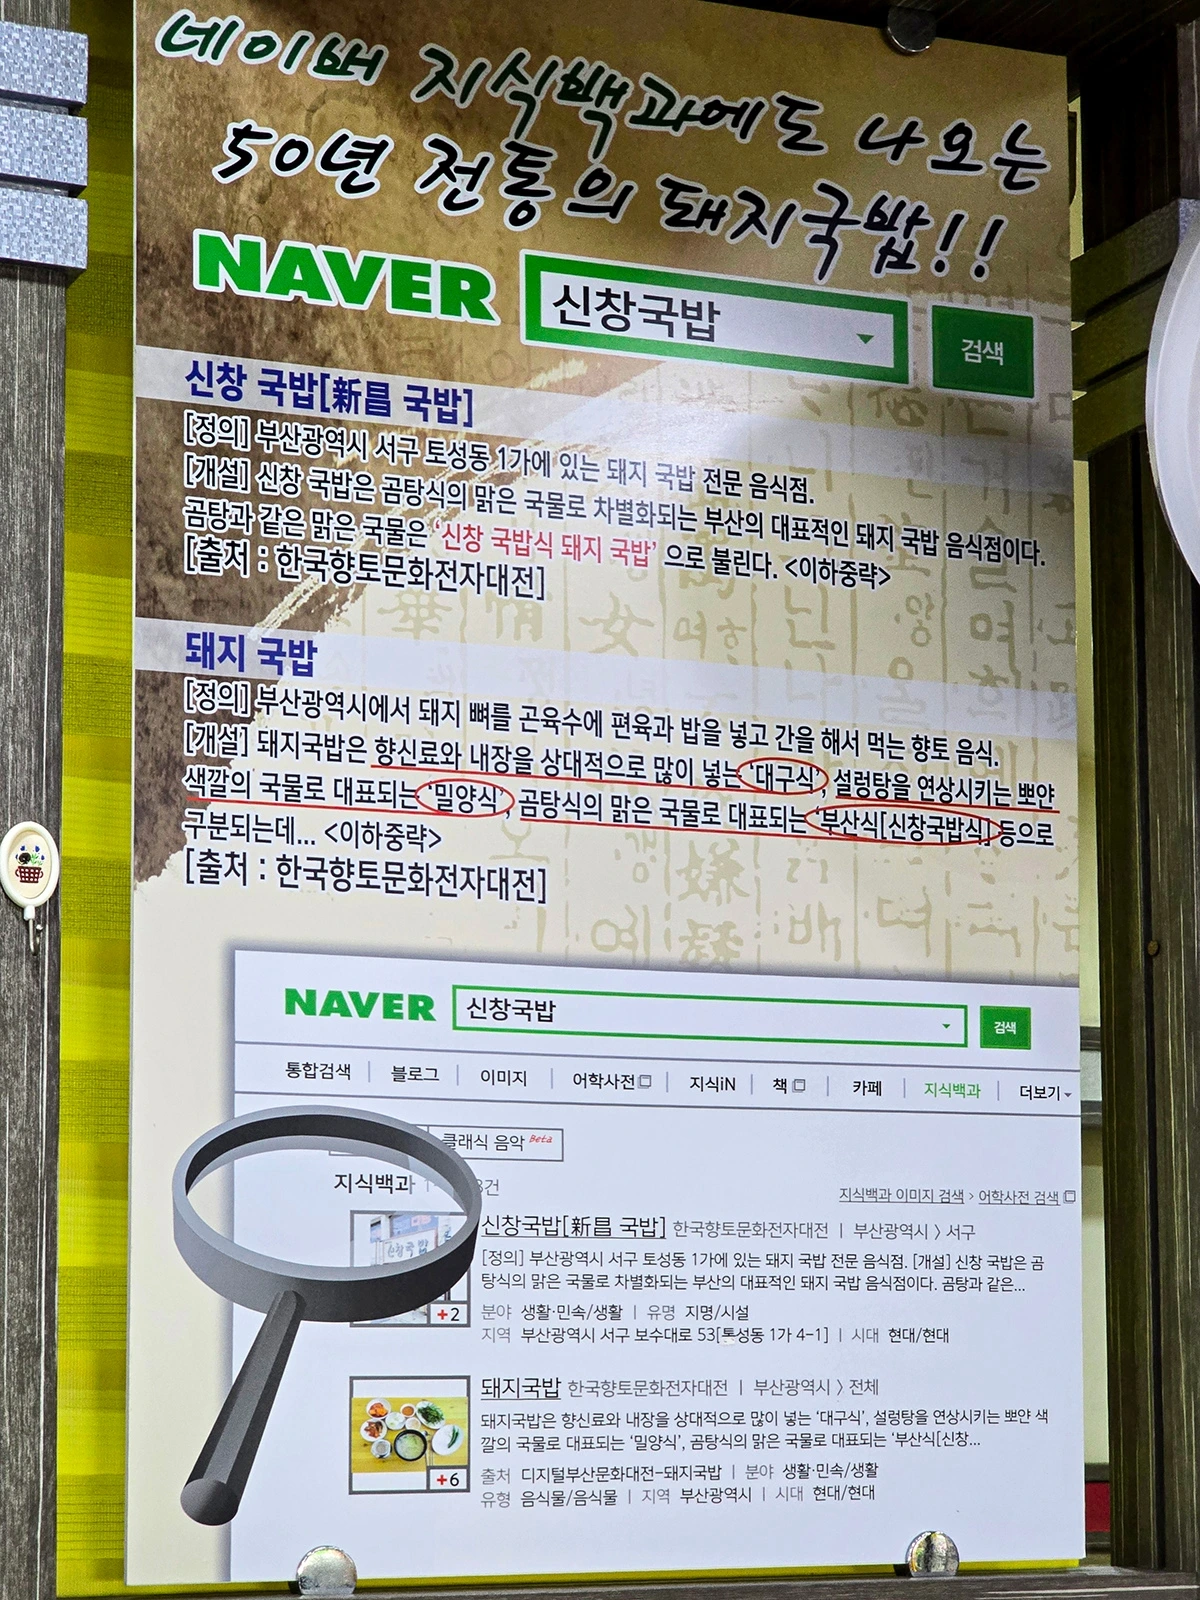 네이버 지식백과에도 나오는
50년 전통의 돼지국밥!!
NAVER 신창국밥 검색
신창 국밥[新昌 국밥]
[정의] 부산광역시 서구 토성동 1가에 있는 돼지 국밥 전문 음식점.
[개설] 신창 국밥은 곰탕식의 맑은 국물로 차별화되는 부산의 대표적인 돼지 국밥 음식점이다.
곰탕과 같은 맑은 국물은 '신창 국밥식 돼지 국밥' 으로 불린다. <이하중략>
[출처 : 한국향토문화전자대전]
돼지 국밥
[정의] 부산광역시에서 돼지 뼈를 곤육수에 편육과 밥을 넣고 간을 해서 먹는 향토 음식.
[개설] 돼지국밥은 향신료와 내장을 상대적으로 많이 넣는 '대구식', 설렁탕을 연상시키는 뽀얀
색깔의 국물로 대표되는 '밀양식', 곰탕식의 맑은 국물로 대표되는 '부산식[신창국밥식] 등으로
구분되는데... <이하중략>
[출처 : 한국향토문화전자대전]
NAVER 신창국밥 검색
통합검색 | 블로그 | 이미지 | 어학사전 | 지식iN | 책 | 카페 | 지식백과 | 더보기
클래식 음악 Beta
지식백과 건
지식백과 이미지 검색 > 어학사전 검색
신창국밥[新昌 국밥] 한국향토문화전자대전 | 부산광역시 > 서구
[정의] 부산광역시 서구 토성동 1가에 있는 돼지 국밥 전문 음식점. [개설] 신창 국밥은 곰
탕식의 맑은 국물로 차별화되는 부산의 대표적인 돼지 국밥 음식점이다. 곰탕과 같은...
신창국밥
+2
분야 생활·민속/생활 | 유명 지명/시설
지역 부산광역시 서구 보수대로 53[톳성동 1가 4-1] | 시대 현대/현대
돼지국밥 한국향토문화전자대전 | 부산광역시 > 전체
돼지국밥은 향신료와 내장을 상대적으로 많이 넣는 '대구식', 설렁탕을 연상시키는 뽀얀 색
깔의 국물로 대표되는 '밀양식', 곰탕식의 맑은 국물로 대표되는 '부산식[신창...
+6
출처 디지털부산문화대전-돼지국밥 | 분야 생활·민속/생활
유형 음식물/음식물 | 지역 부산광역시 | 시대 현대/현대